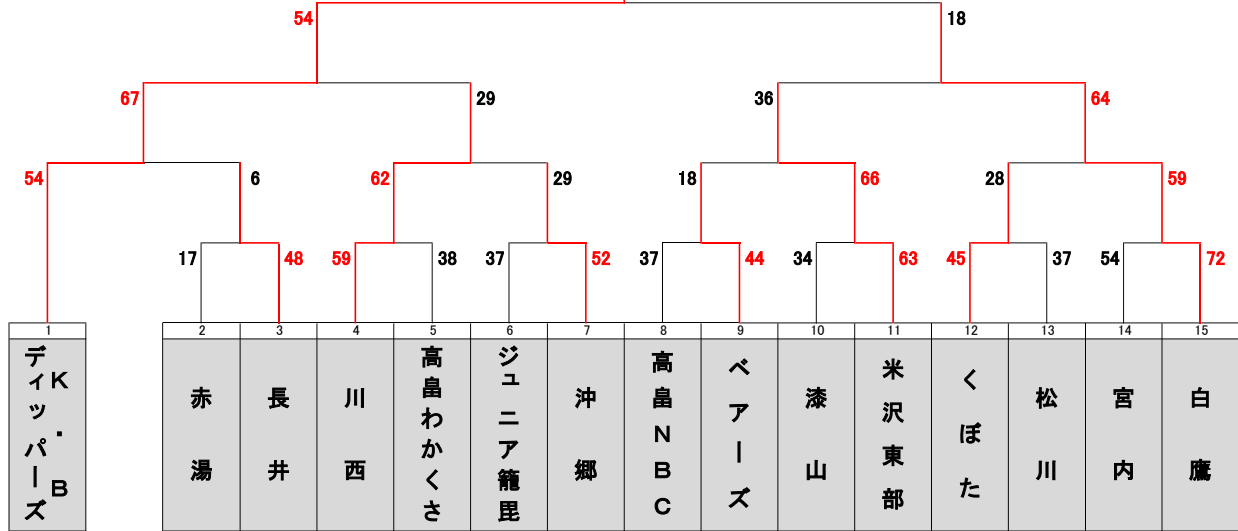 54 18
67 29 36 64
54 6 62 29 18 66 28 59
17 48 59 38 37 52 37 44 34 63 45 37 54 72
1 2 3 4 5 6 7 8 9 10 11 12 13 14 15
K・B
ディッパーズ
赤湯
長井
川西
高畠わかくさ
ジュニア籠毘
沖郷
高畠NBC
ベアーズ
漆山
米沢東部
くぼた
松川
宮内
白鷹